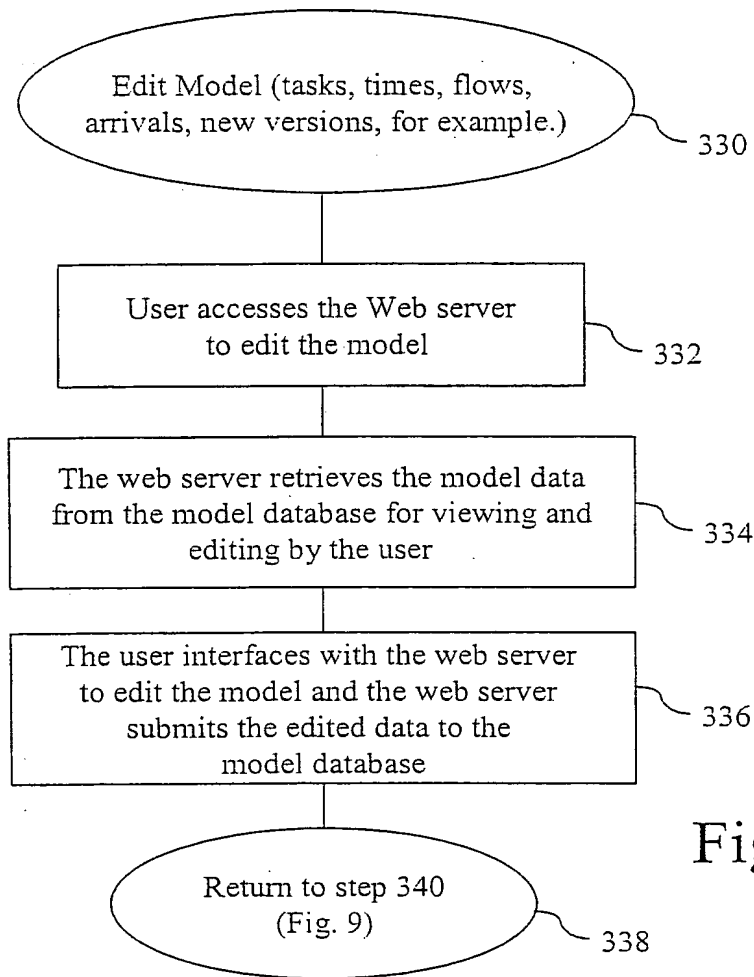 Edit Model (tasks, times, flows,
arrivals, new versions, for example.)
330
User accesses the Web server
to edit the model
332
The web server retrieves the model data
from the model database for viewing and
editing by the user
334
The user interfaces with the web server
to edit the model and the web server
submits the edited data to the
model database
336
Fig
Return to step 340
(Fig. 9)
338